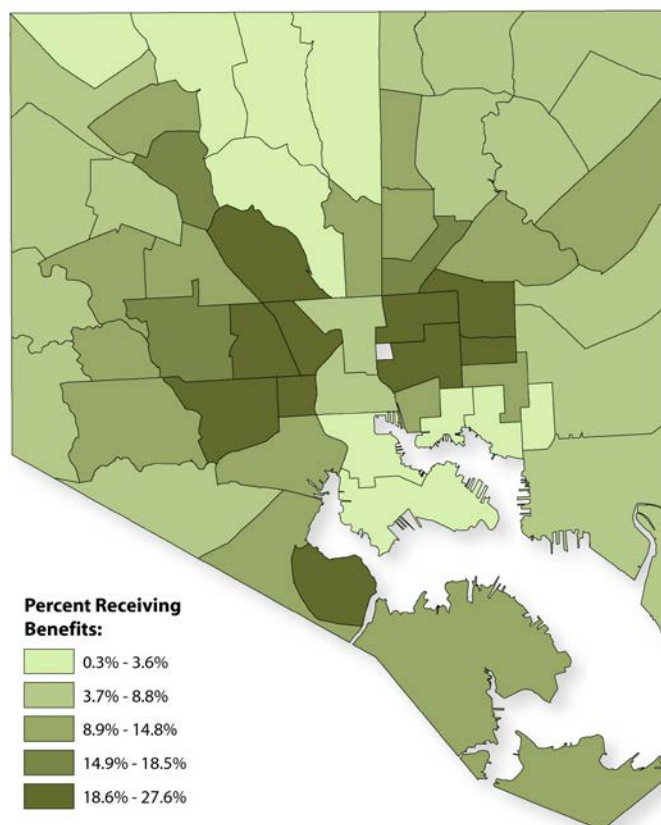 Percent Receiving
Benefits:
0.3% - 3.6%
3.7% - 8.8%
8.9% - 14.8%
14.9% - 18.5%
18.6% - 27.6%